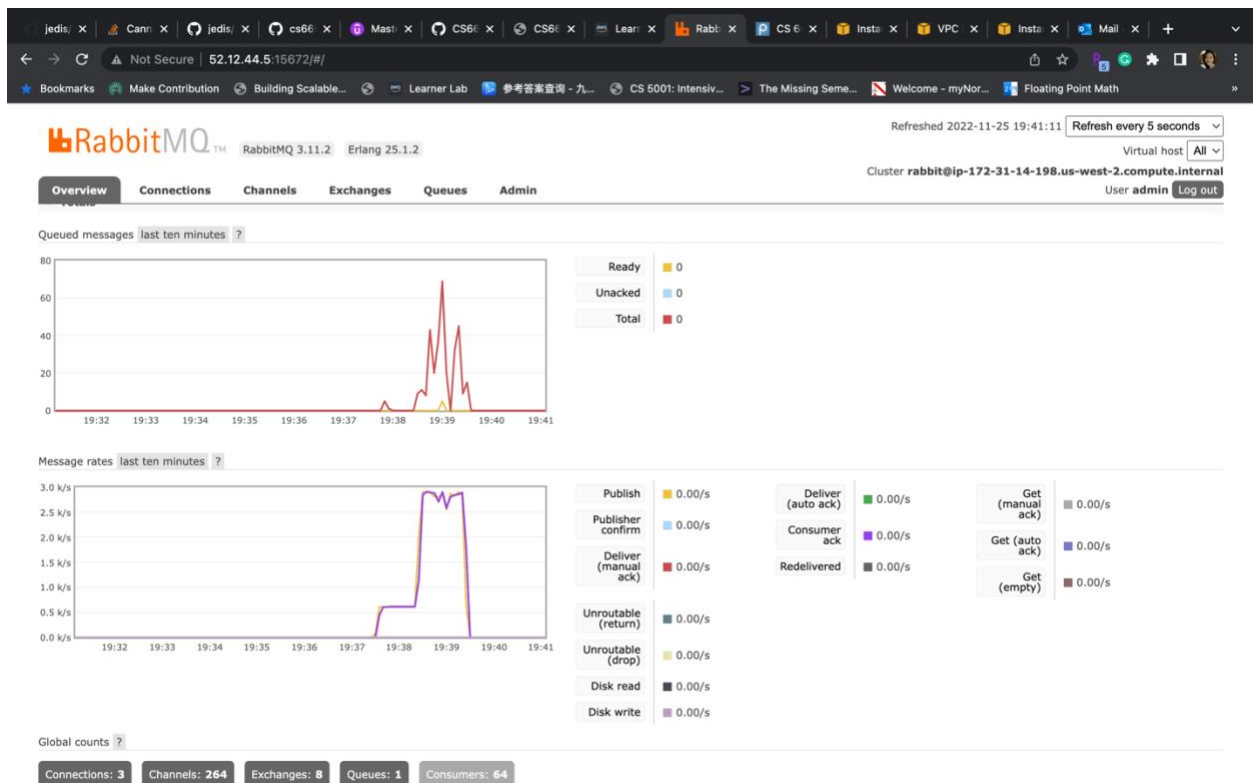 jedis/ Cann jedis/ cs66 Mast CS66 CS66 Learr Rabb CS 6 Insta VPC Insta Mail
Not Secure | 52.12.44.5:15672/#/
Bookmarks Make Contribution Building Scalable... Learner Lab 参考答案查询 - 九... CS 5001: Intensiv... The Missing Seme... Welcome - myNor... Floating Point Math »
RabbitMQ TM RabbitMQ 3.11.2 Erlang 25.1.2
Refreshed 2022-11-25 19:41:11 Refresh every 5 seconds
Virtual host All
Cluster rabbit@ip-172-31-14-198.us-west-2.compute.internal
User admin Log out
Overview Connections Channels Exchanges Queues Admin
Totals
Queued messages last ten minutes ?
80
60
40
20
0
19:32 19:33 19:34 19:35 19:36 19:37 19:38 19:39 19:40 19:41
Ready 0
Unacked 0
Total 0
Message rates last ten minutes ?
3.0 k/s
2.5 k/s
2.0 k/s
1.5 k/s
1.0 k/s
0.5 k/s
0.0 k/s
19:32 19:33 19:34 19:35 19:36 19:37 19:38 19:39 19:40 19:41
Publish 0.00/s
Publisher
confirm 0.00/s
Deliver
(manual
ack) 0.00/s
Unroutable
(return) 0.00/s
Unroutable
(drop) 0.00/s
Disk read 0.00/s
Disk write 0.00/s
Deliver
(auto ack) 0.00/s
Consumer
ack 0.00/s
Redelivered 0.00/s
Get
(manual
ack) 0.00/s
Get (auto
ack) 0.00/s
Get
(empty) 0.00/s
Global counts ?
Connections: 3 Channels: 264 Exchanges: 8 Queues: 1 Consumers: 64